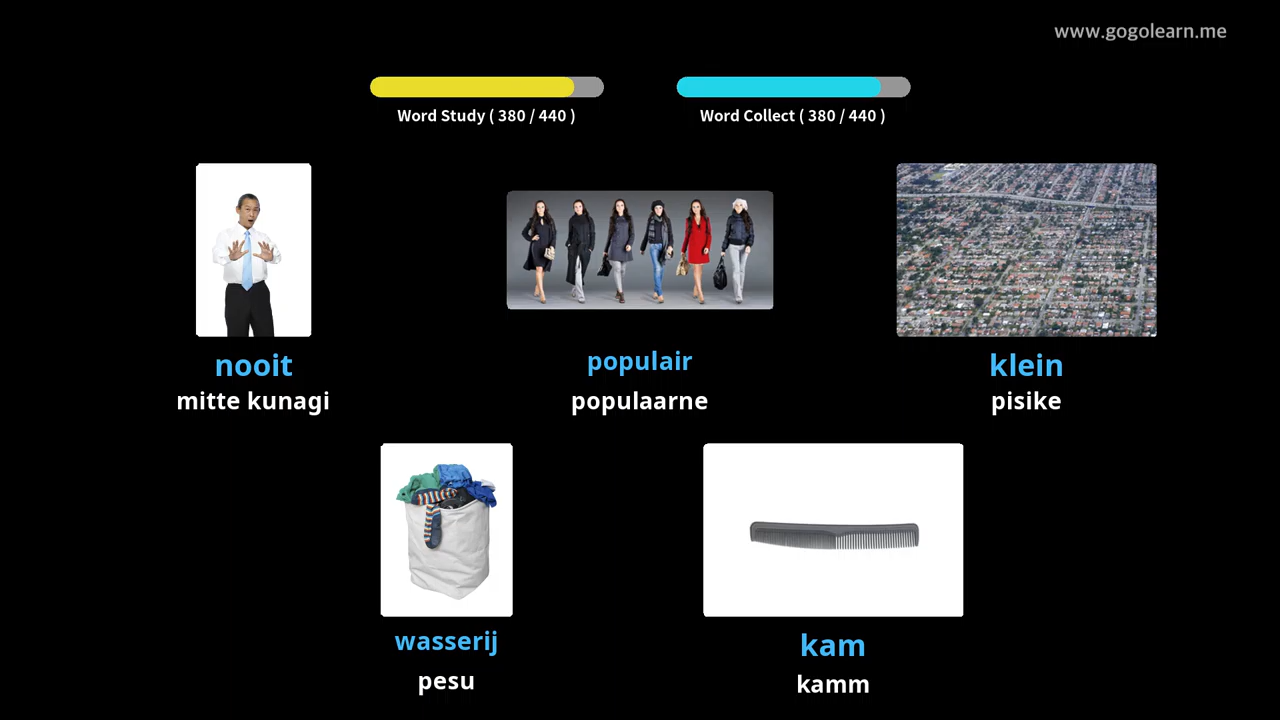 www.gogolearn.me
Word Study ( 380 / 440 )
Word Collect ( 380 / 440 )
nooit
mitte kunagi
populair
populaarne
klein
pisike
wasserij
pesu
kam
kamm